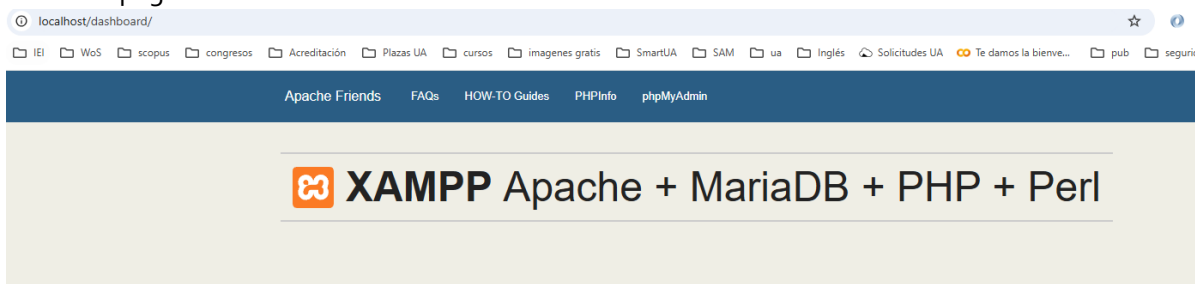 localhost/dashboard/
IEI WoS scopus congresos Acreditación Plazas UA cursos imagenes gratis SmartUA SAM ua Inglés Solicitudes UA Te damos la bienve... pub
Apache Friends FAQs HOW-TO Guides PHPInfo phpMyAdmin
XAMPP Apache + MariaDB + PHP + Perl